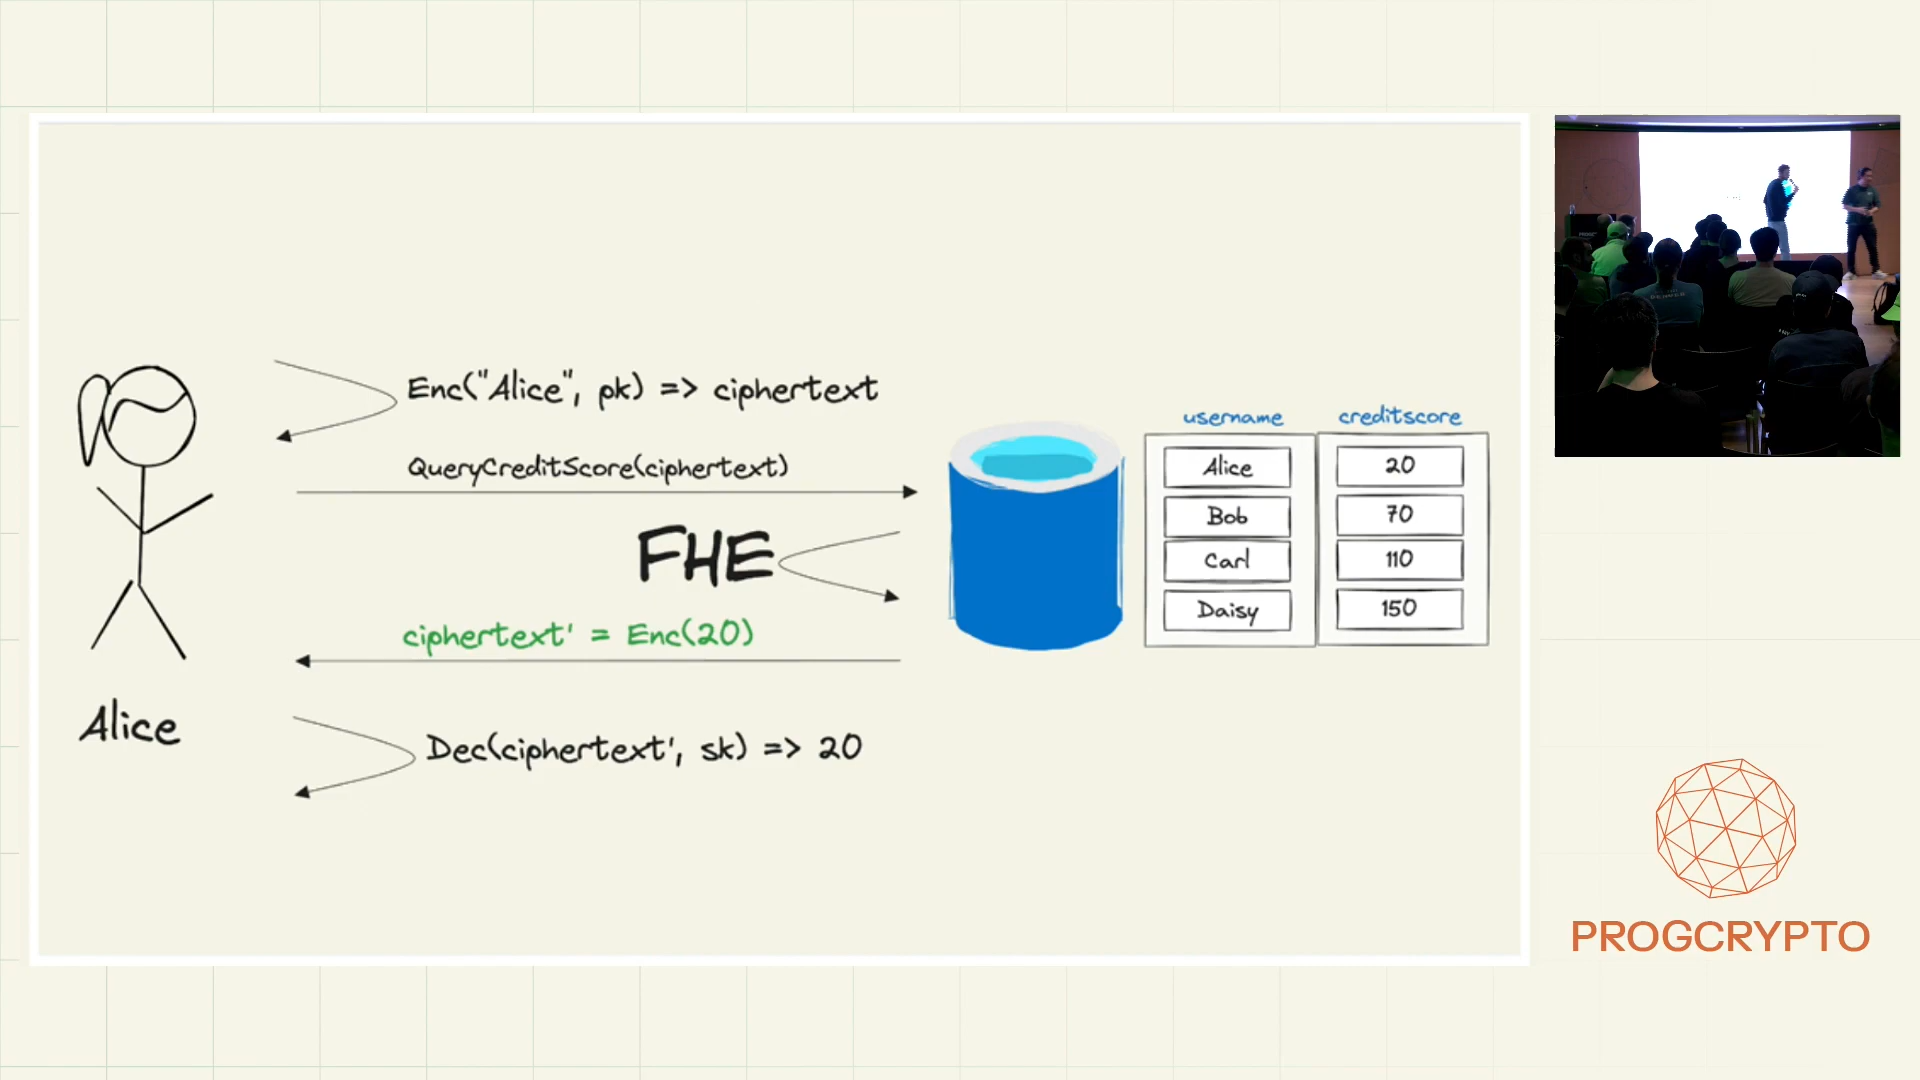 Enc("Alice", pk) => ciphertext
QueryCreditScore(ciphertext)
FHE
ciphertext' = Enc(20)
Dec(ciphertext', sk) => 20
Alice
username creditscore
Alice 20
Bob 70
Carl 110
Daisy 150
DENVER
PROGCRYPTO